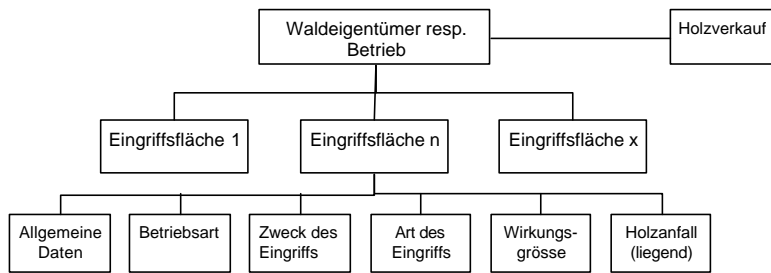 Waldeigentümer resp.
Betrieb
Holzverkauf
Eingriffsfläche 1
Eingriffsfläche n
Eingriffsfläche x
Allgemeine
Daten
Betriebsart
Zweck des
Eingriffs
Art des
Eingriffs
Wirkungs-
grösse
Holzanfall
(liegend)